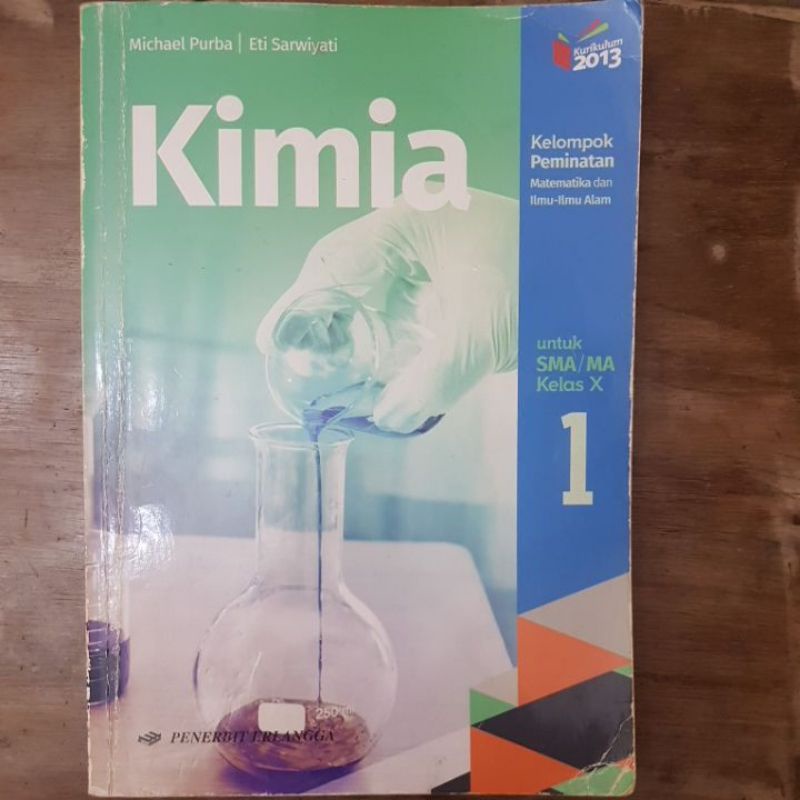 Michael Purba | Eti Sarwiyati
Kimia
Kurikulum
2013
Kelompok
Peminatan
Matematika dan
Ilmu-Ilmu Alam
untuk
SMA/MA
Kelas X
1
250ml
PENERBIT ERLANGGA